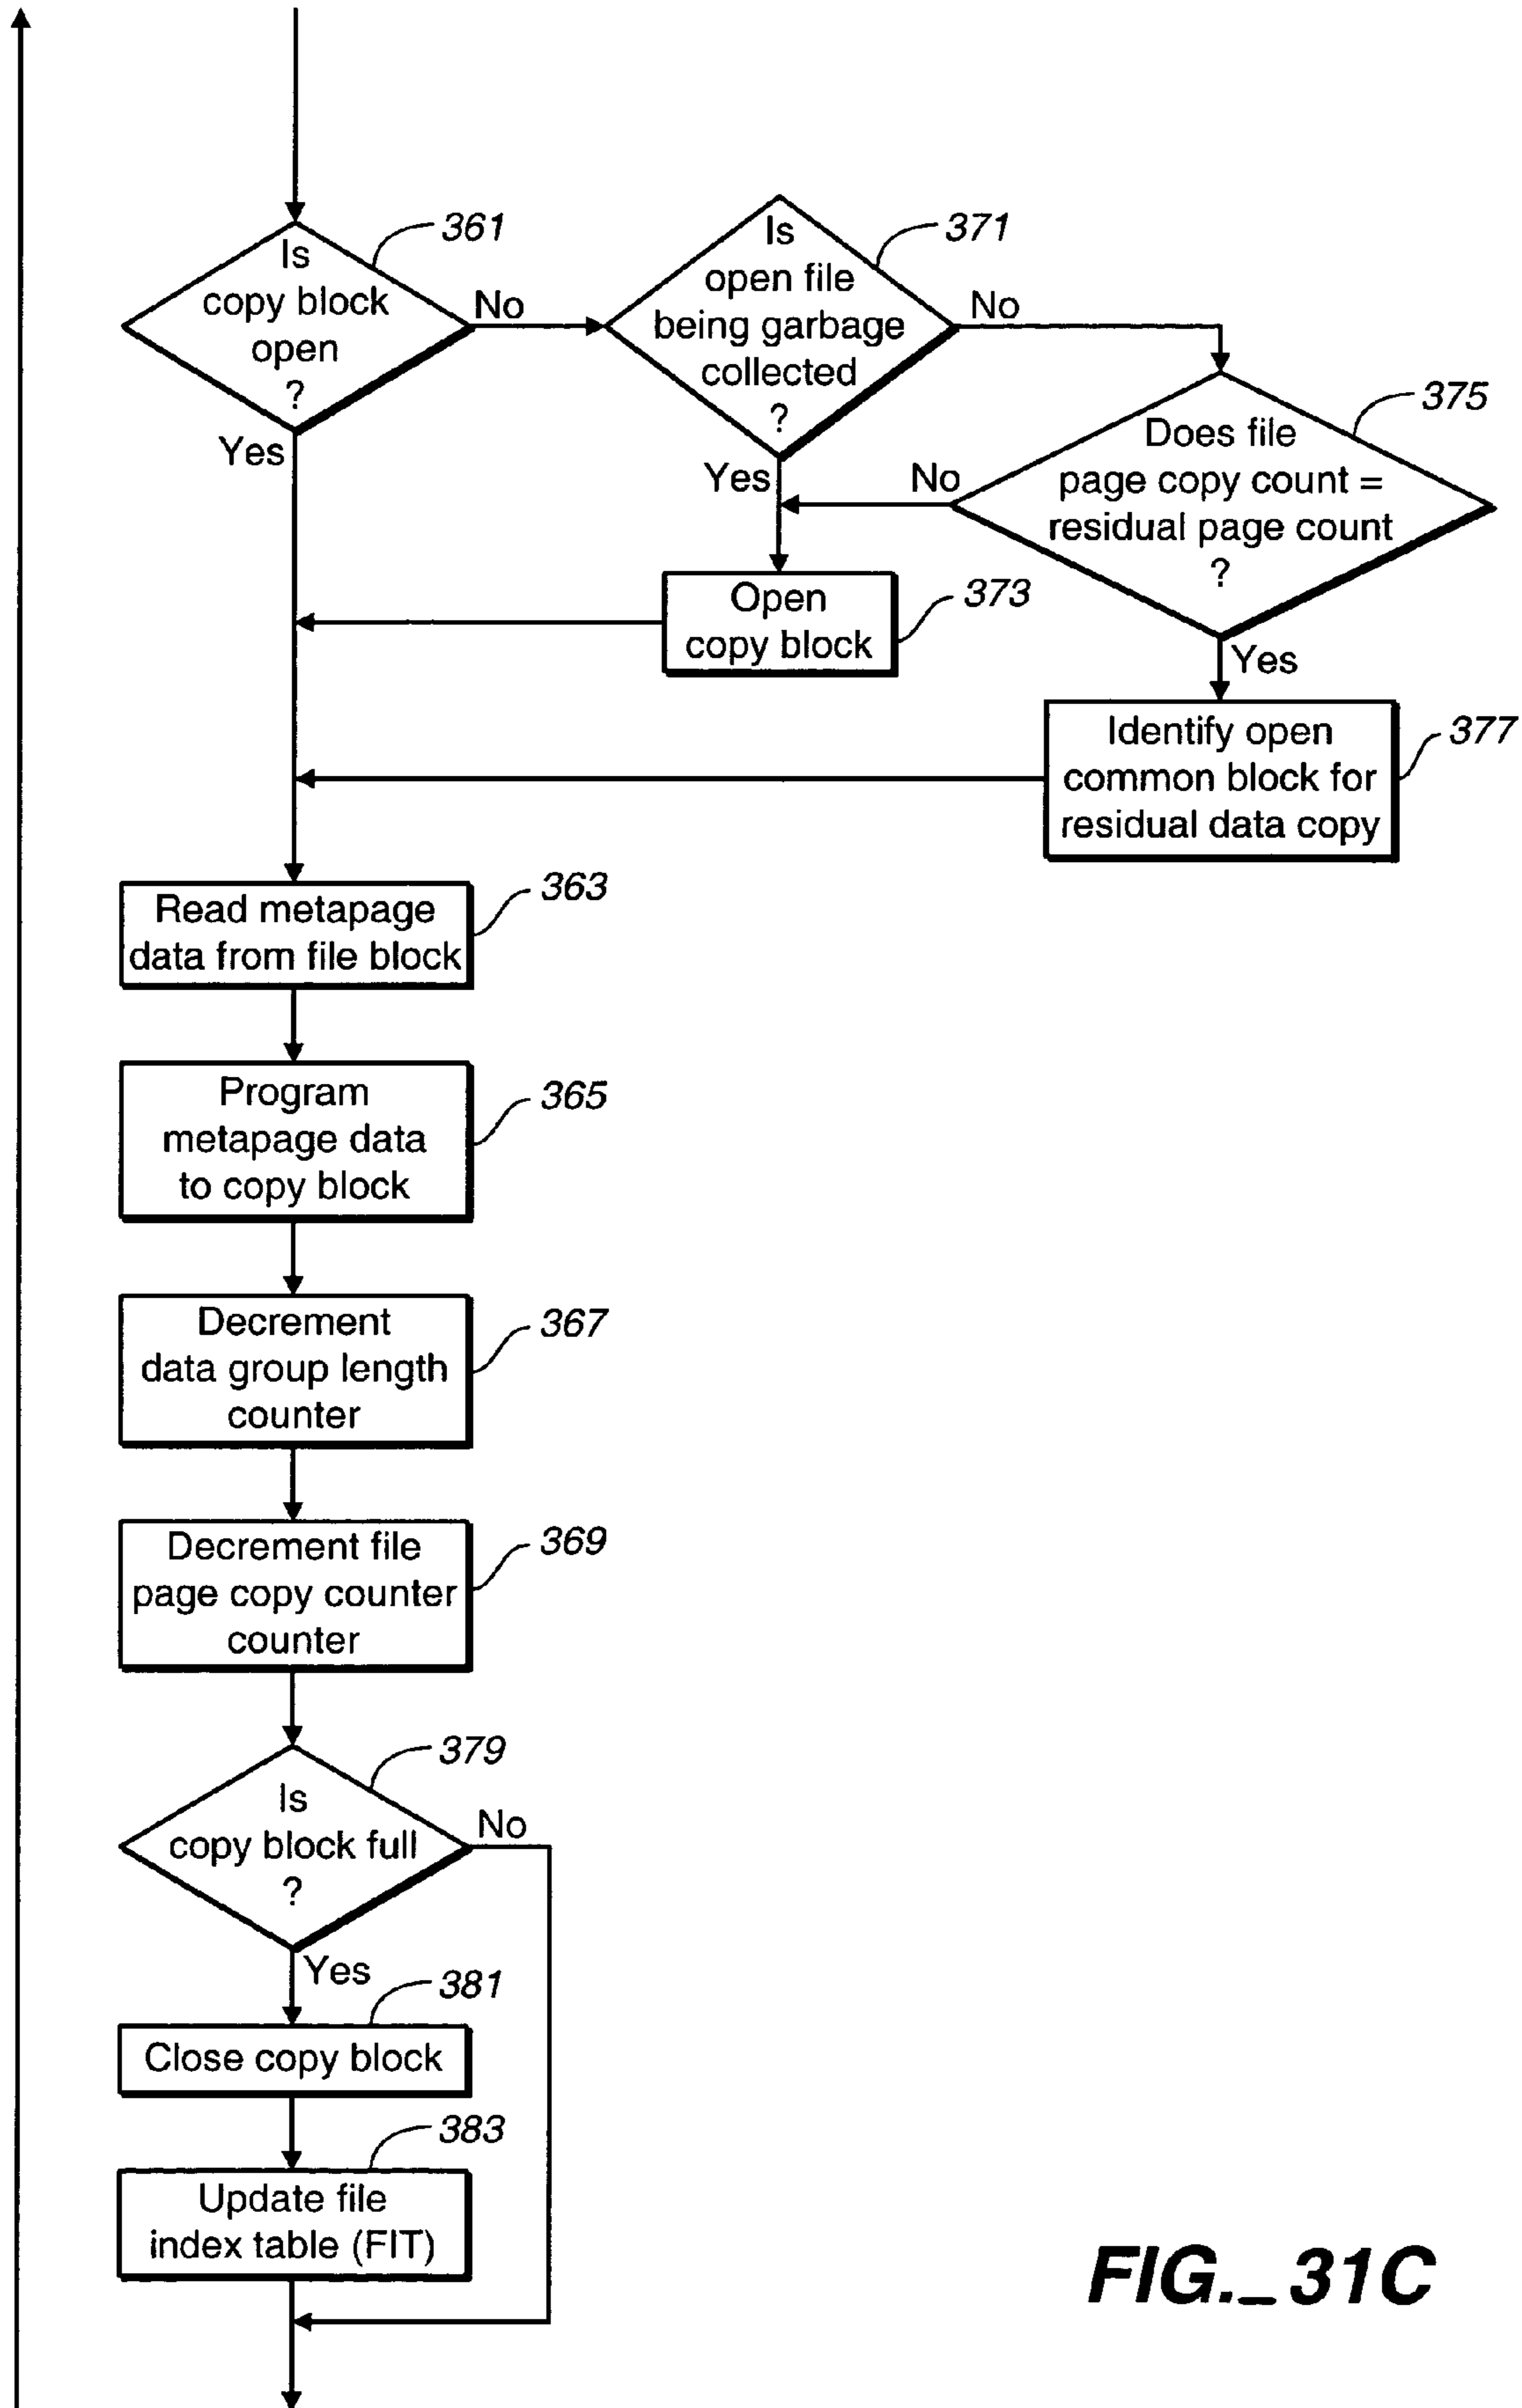 361
Is
copy block
open
?
No
Yes
371
Is
open file
being garbage
collected
?
No
Yes
375
Does file
page copy count =
residual page count
?
No
Yes
Open
copy block
373
Identify open
common block for
residual data copy
377
Read metapage
data from file block
363
Program
metapage data
to copy block
365
Decrement
data group length
counter
367
Decrement file
page copy counter
counter
369
379
Is
copy block full
?
No
Yes
381
Close copy block
383
Update file
index table (FIT)
FIG._31C